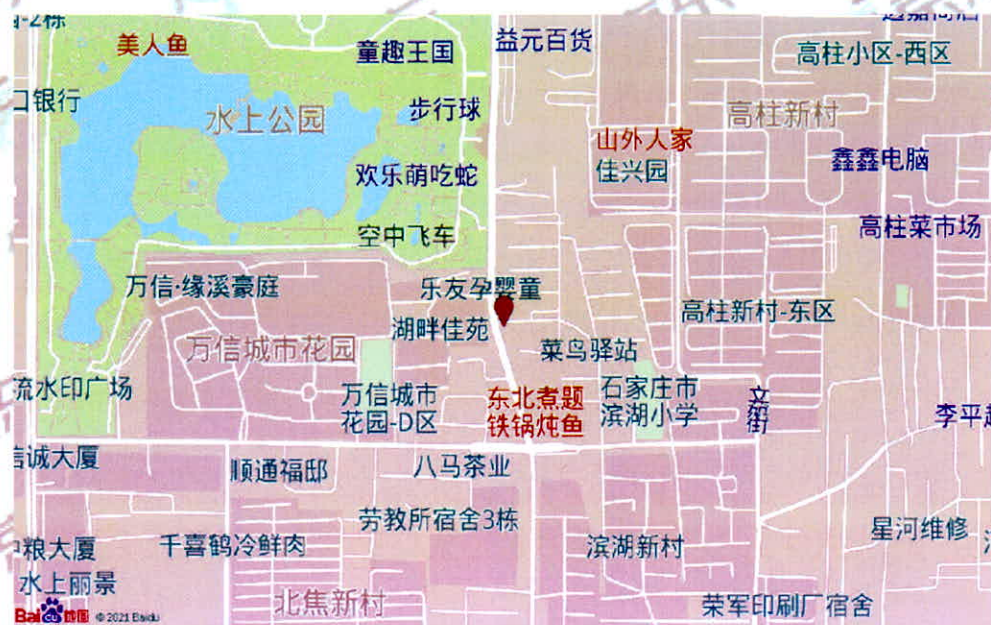 美人鱼
童趣王国
益元百货
高柱小区-西区
口银行
水上公园
步行球
高柱新村
山外人家
佳兴园
鑫鑫电脑
欢乐萌吃蛇
空中飞车
高柱菜市场
万信·缘溪豪庭
乐友孕婴童
湖畔佳苑
高柱新村-东区
万信城市花园
菜鸟驿站
流水印广场
万信城市
花园-D区
东北煮题
铁锅炖鱼
石家庄市
滨湖小学
文笙街
李平超
信诚大厦
顺通福邸
八马茶业
劳教所宿舍3栋
星河维修
中粮大厦
千喜鹤冷鲜肉
滨湖新村
水上丽景
北焦新村
荣军印刷厂宿舍
Bai du 地图 © 2021 Baidu